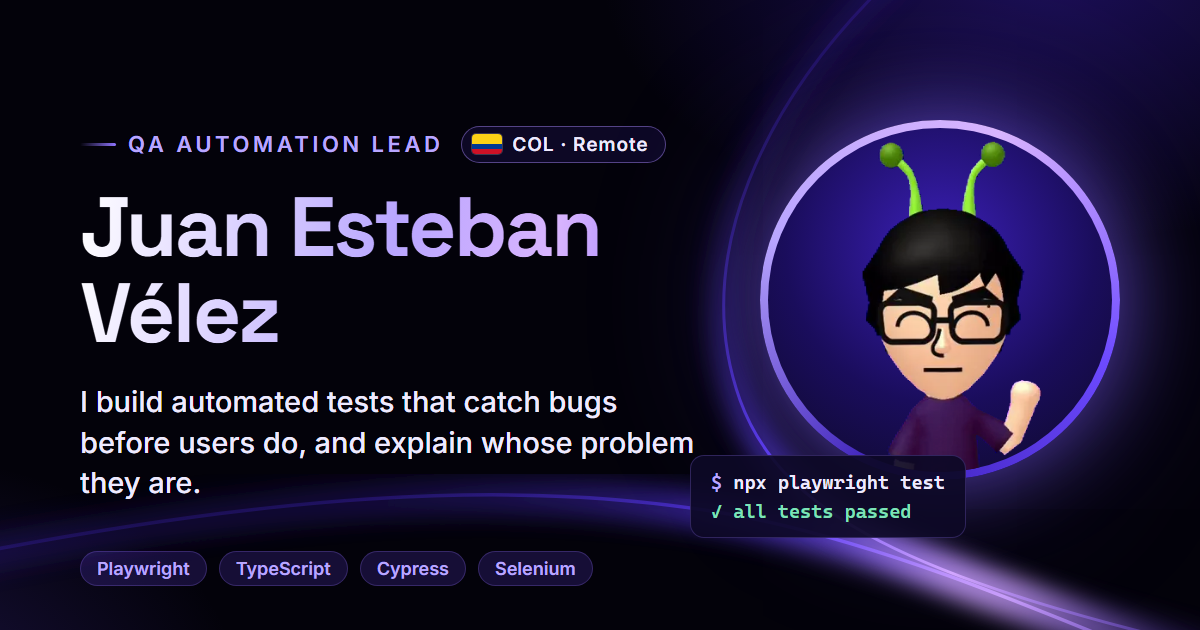 QA AUTOMATION LEAD
COL · Remote
Juan Esteban
Vélez
I build automated tests that catch bugs
before users do, and explain whose problem
they are.
$ npx playwright test
✓ all tests passed
Playwright
TypeScript
Cypress
Selenium